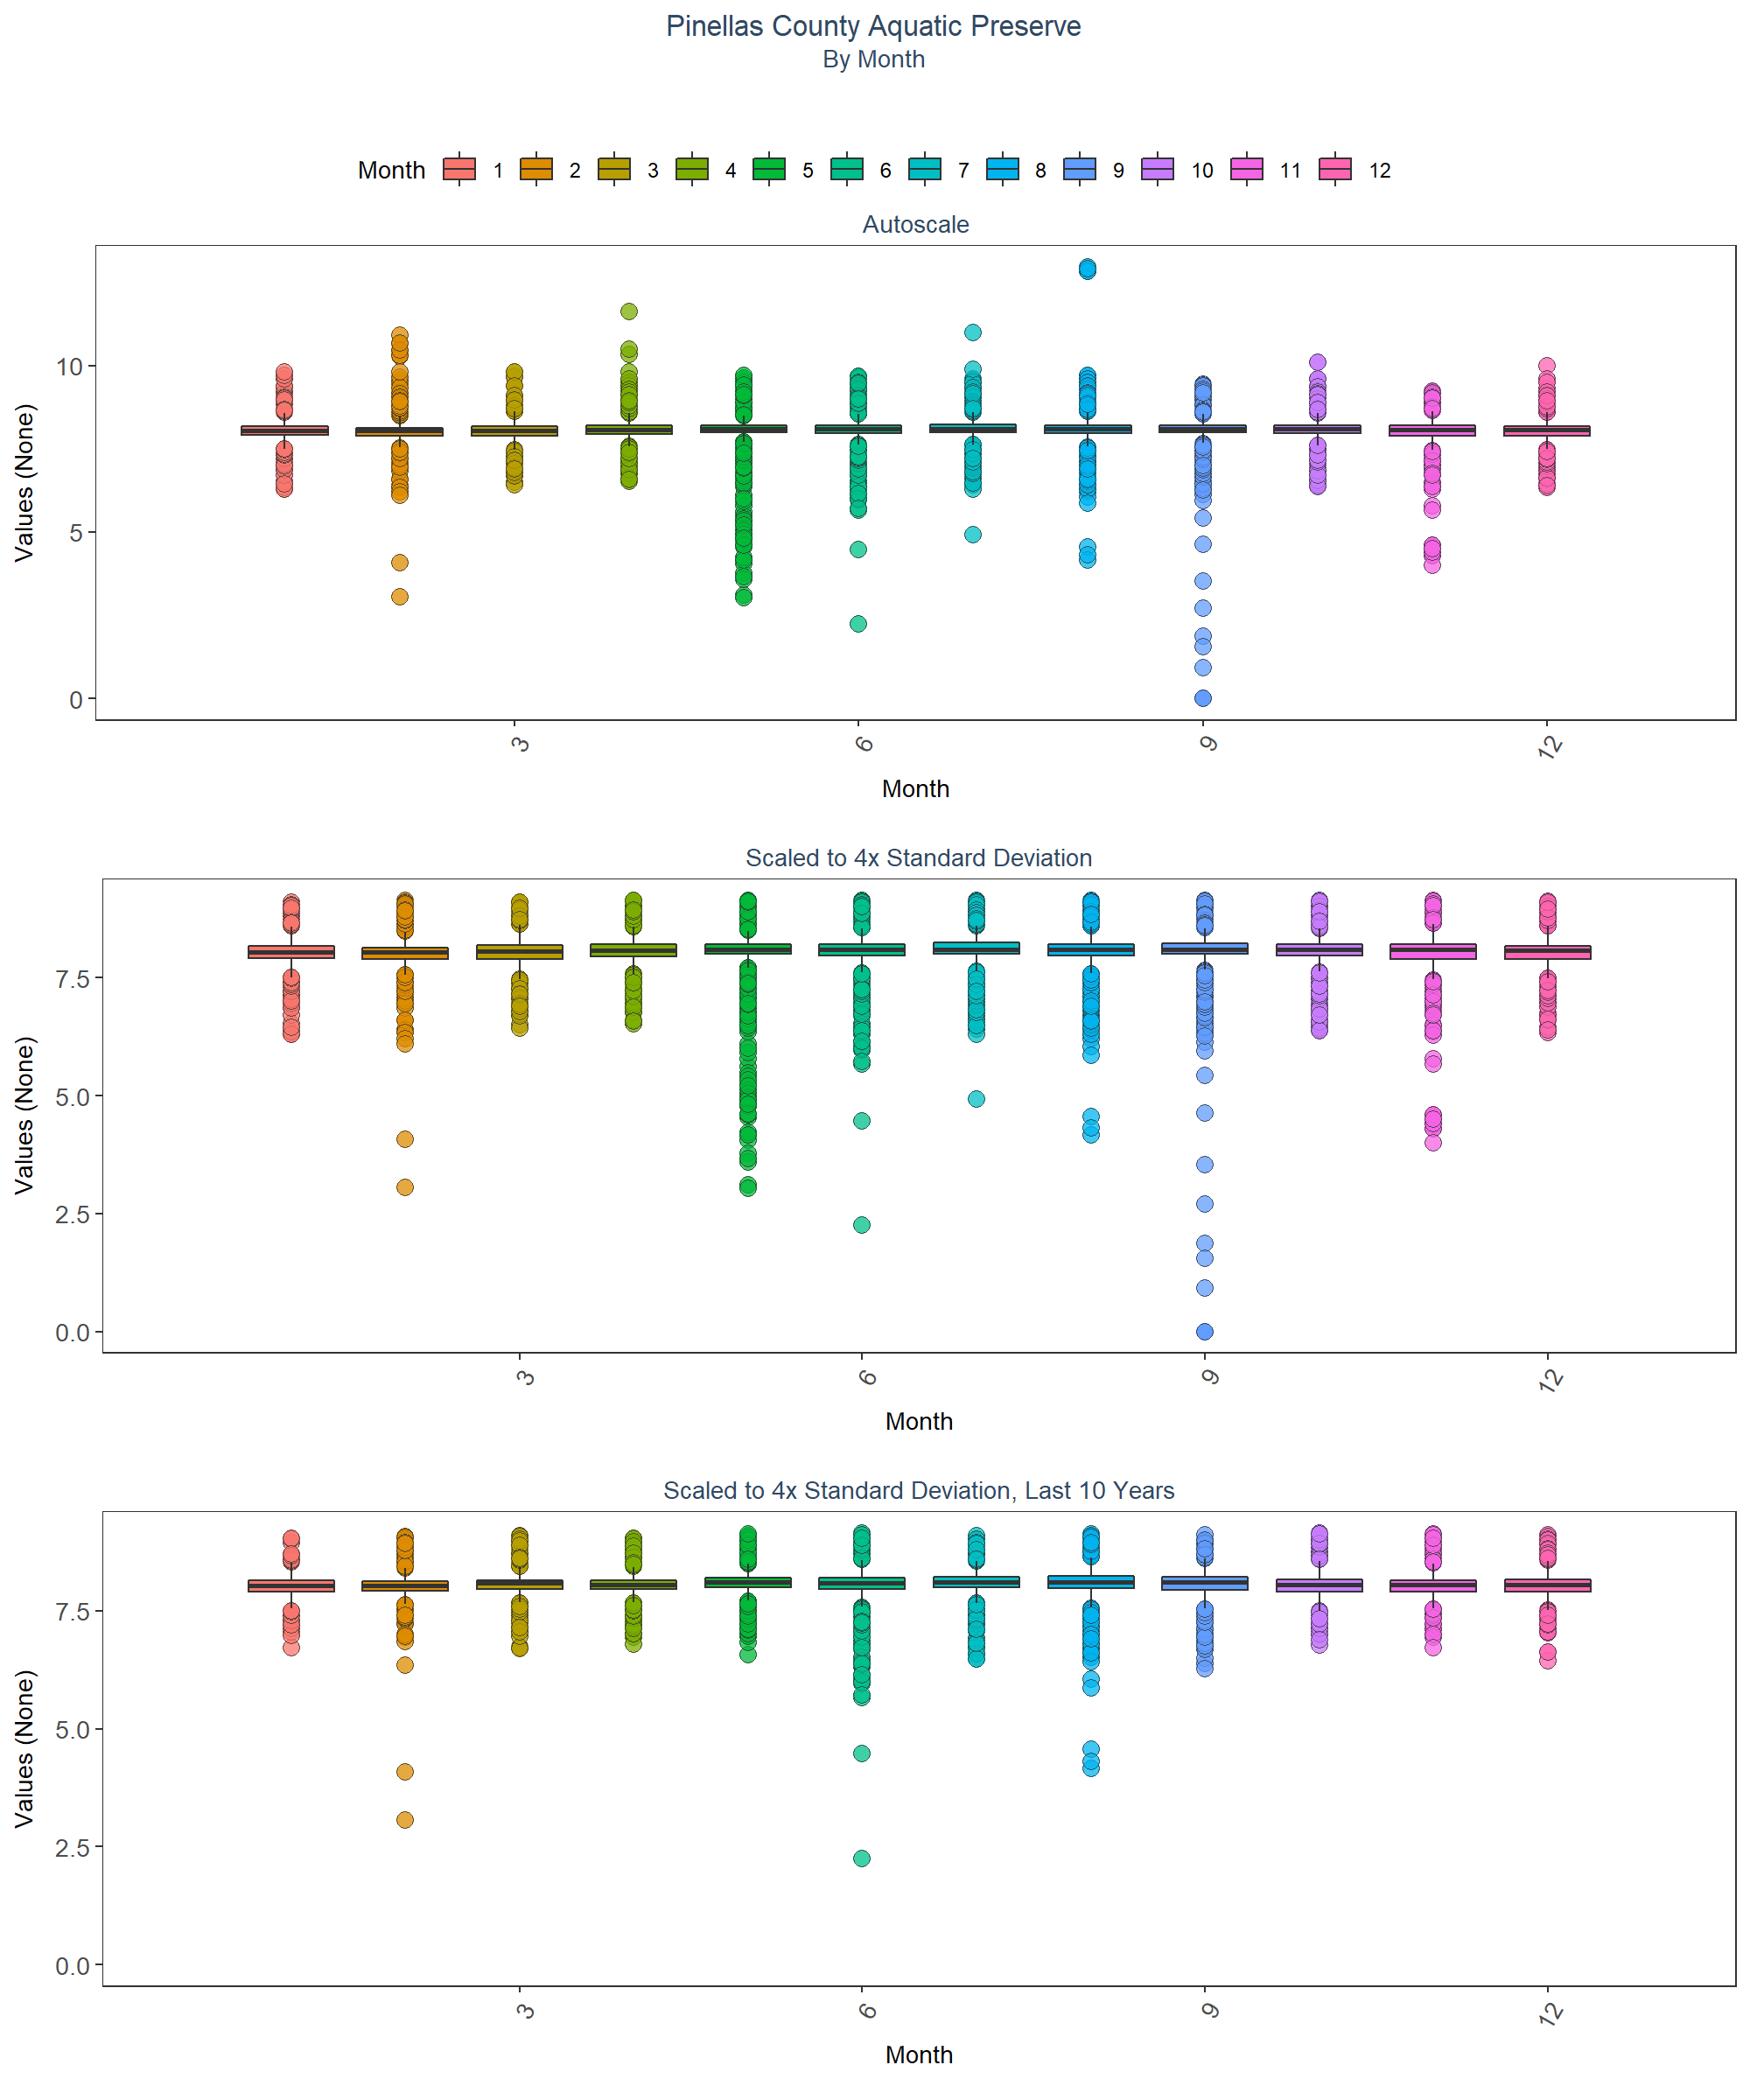 Pinellas County Aquatic Preserve
By Month
Month 1 2 3 4 5 6 7 8 9 10 11 12
Autoscale
Values (None)
10
5
0
3 6 9 12
Month
Scaled to 4x Standard Deviation
Values (None)
7.5
5.0
2.5
0.0
3 6 9 12
Month
Scaled to 4x Standard Deviation, Last 10 Years
Values (None)
7.5
5.0
2.5
0.0
3 6 9 12
Month